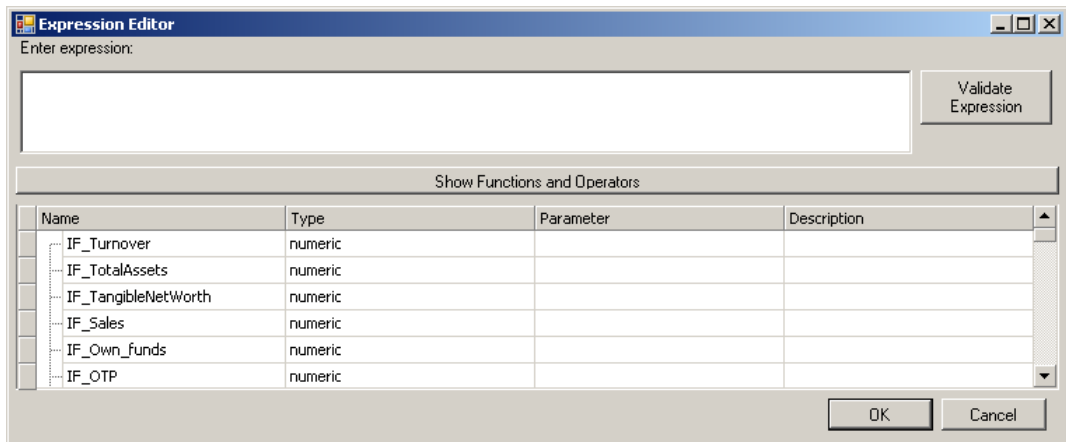 Expression Editor
Enter expression:
Validate
Expression
Show Functions and Operators
Name Type Parameter Description
IF_Turnover numeric
IF_TotalAssets numeric
IF_TangibleNetWorth numeric
IF_Sales numeric
IF_Own_funds numeric
IF_OTP numeric
OK Cancel